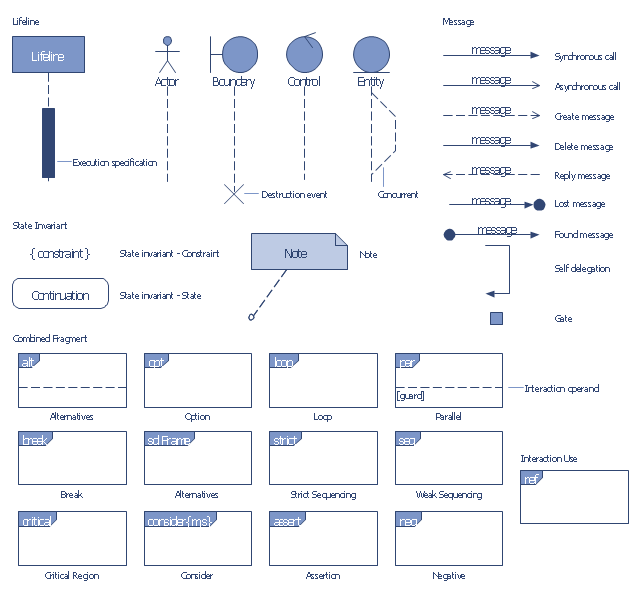 Lifeline
Message
Lifeline
Actor
Boundary
Control
Entity
Execution specification
Destruction event
Concurrent
message
Synchronous call
message
Asynchronous call
message
Create message
message
Delete message
message
Reply message
message
Lost message
message
Found message
Self delegation
Gate
State Invariant
{ constraint }
State invariant - Constraint
Continuation
State invariant - State
Note
Note
Combined Fragment
alt
Alternatives
opt
Option
loop
Loop
par
[guard]
Parallel
Interaction operand
break
Break
sd Frame
Alternatives
strict
Strict Sequencing
seq
Weak Sequencing
Interaction Use
ref
critical
Critical Region
consider{m,s}
Consider
assert
Assertion
neg
Negative